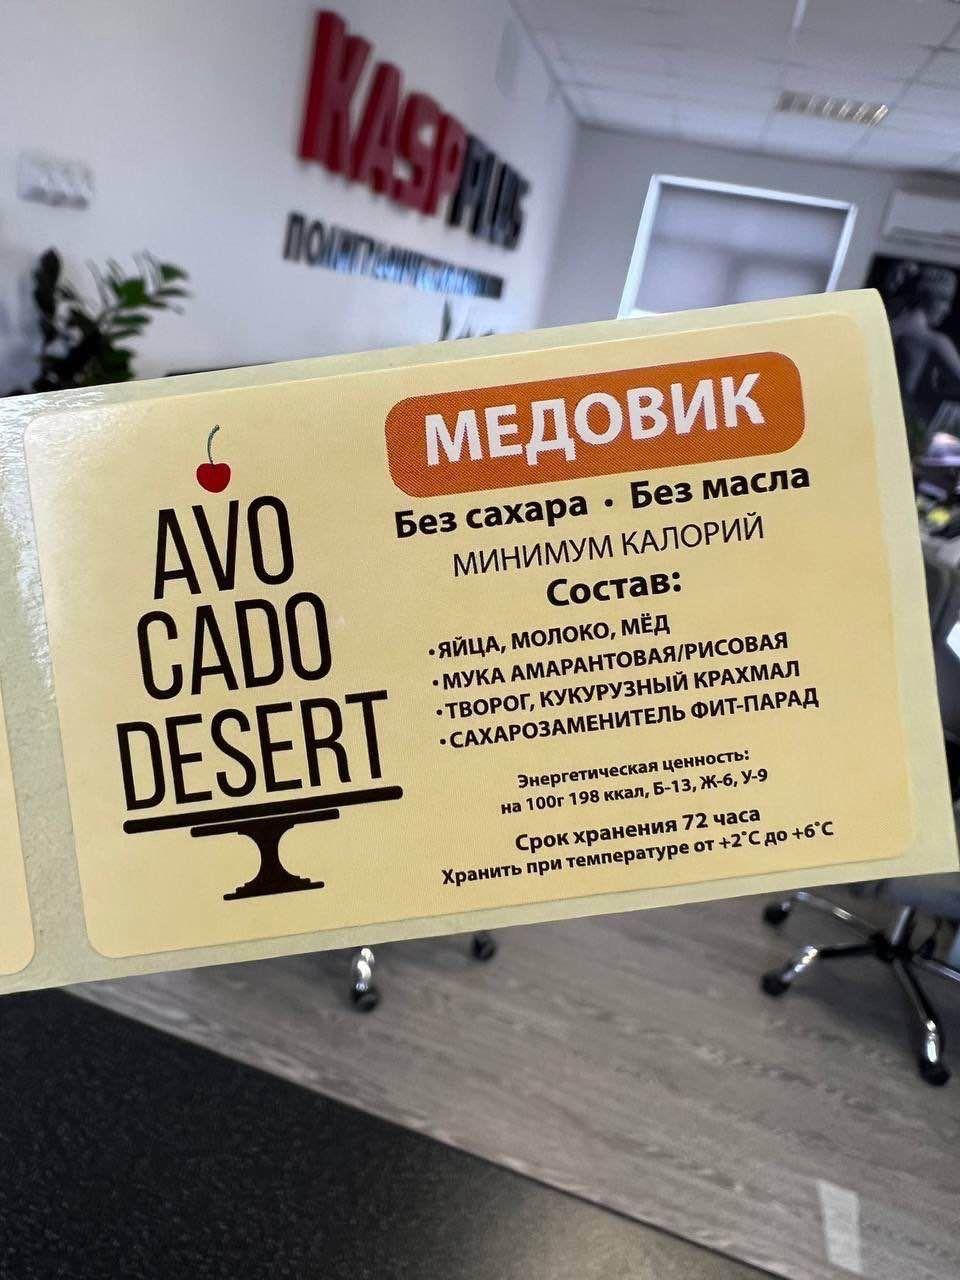 KASPPLUS
AVO
CADO
DESERT
МЕДОВИК
Без сахара · Без масла
МИНИМУМ КАЛОРИЙ
Состав:
·ЯЙЦА, МОЛОКО, МЁД
·МУКА АМАРАНТОВАЯ/РИСОВАЯ
·ТВОРОГ, КУКУРУЗНЫЙ КРАХМАЛ
·САХАРОЗАМЕНИТЕЛЬ ФИТ-ПАРАД
Энергетическая ценность:
на 100г 198 ккал, Б-13, Ж-6, У-9
Срок хранения 72 часа
Хранить при температуре от +2˚С до +6˚С